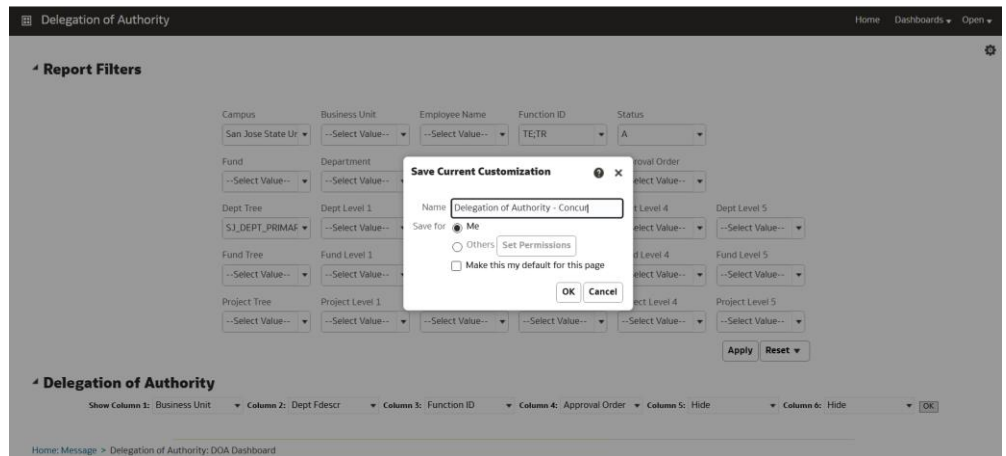 Delegation of Authority Home Dashboards Open
Report Filters
Campus Business Unit Employee Name Function ID Status
San Jose State Ur --Select Value-- --Select Value-- TE;TR A
Fund Department roval Order
--Select Value-- --Select Value-- elect Value--
Save Current Customization
Name Delegation of Authority - Concur
Save for Me
Others Set Permissions
Make this my default for this page
OK Cancel
Dept Tree Dept Level 1 t Level 4 Dept Level 5
SJ_DEPT_PRIMAF --Select Value-- elect Value-- --Select Value--
Fund Tree Fund Level 1 d Level 4 Fund Level 5
--Select Value-- --Select Value-- elect Value-- --Select Value--
Project Tree Project Level 1 ect Level 4 Project Level 5
--Select Value-- --Select Value-- --Select Value-- --Select Value-- --Select Value-- --Select Value--
Apply Reset
Delegation of Authority
Show Column 1: Business Unit Column 2: Dept Fdescr Column 3: Function ID Column 4: Approval Order Column 5: Hide Column 6: Hide OK
Home: Message > Delegation of Authority: DOA Dashboard